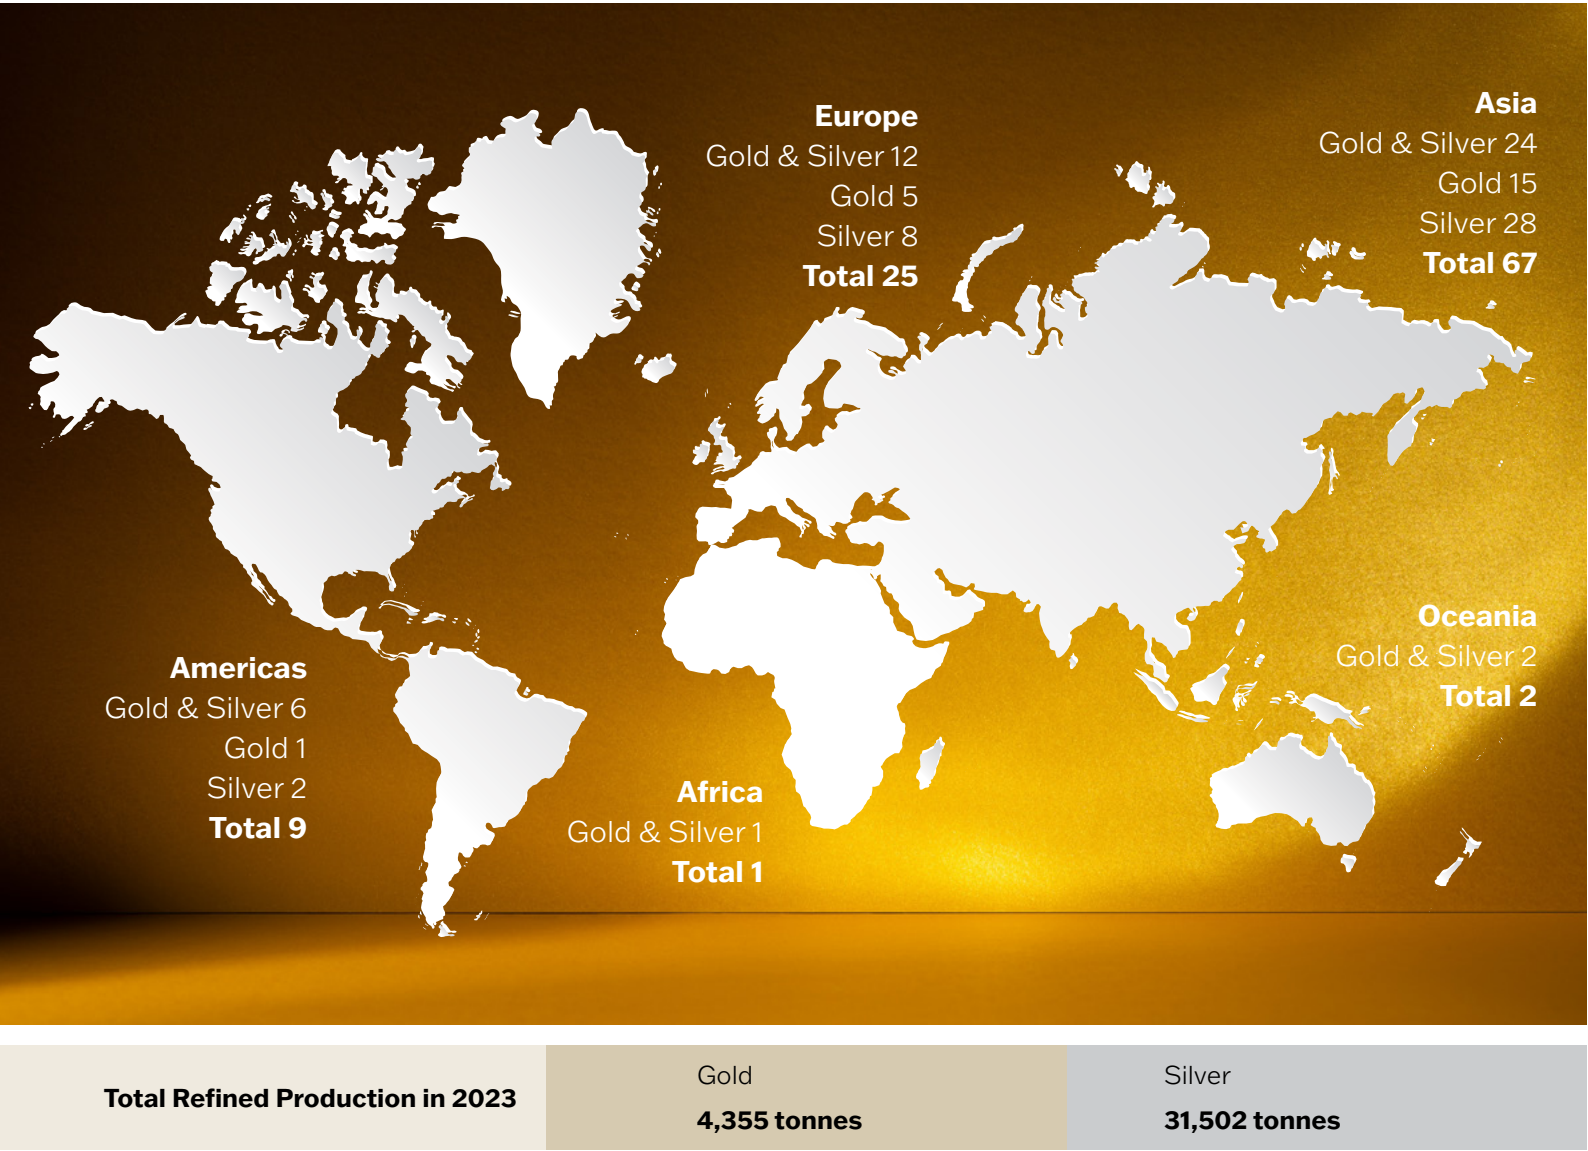 Europe
Gold & Silver 12
Gold 5
Silver 8
Total 25
Asia
Gold & Silver 24
Gold 15
Silver 28
Total 67
Americas
Gold & Silver 6
Gold 1
Silver 2
Total 9
Africa
Gold & Silver 1
Total 1
Oceania
Gold & Silver 2
Total 2
Total Refined Production in 2023
Gold
4,355 tonnes
Silver
31,502 tonnes